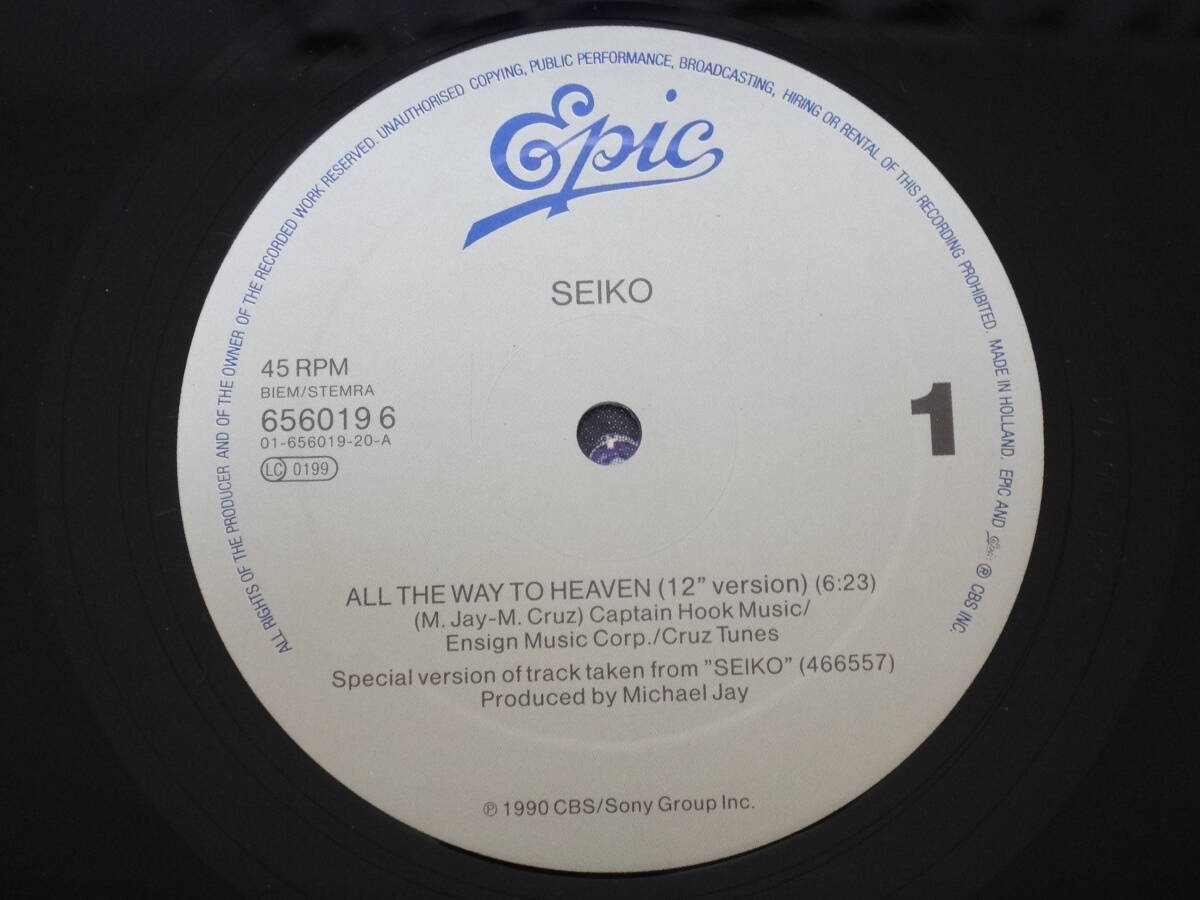 ALL RIGHTS OF THE PRODUCER AND OF THE OWNER OF THE RECORDED WORK RESERVED. UNAUTHORISED COPYING, PUBLIC PERFORMANCE, BROADCASTING, HIRING OR RENTAL OF THIS RECORDING PROHIBITED. MADE IN HOLLAND. EPIC AND Epic ® CBS INC.
Epic
SEIKO
45 RPM
BIEM/STEMRA
656019 6
01-656019-20-A
LC 0199
1
ALL THE WAY TO HEAVEN (12” version) (6:23)
(M. Jay-M. Cruz) Captain Hook Music/
Ensign Music Corp./Cruz Tunes
Special version of track taken from ”SEIKO” (466557)
Produced by Michael Jay
℗ 1990 CBS/Sony Group Inc.